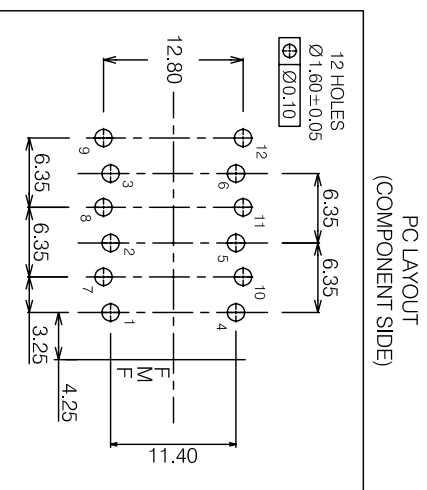 PC LAYOUT
(COMPONENT SIDE)
12 HOLES
Ø1.60±0.05
⌖ Ø0.10
12.80
6.35
6.35
12
6
11
5
10
4
9
3
8
2
7
1
6.35
6.35
3.25
4.25
11.40
F
M
F